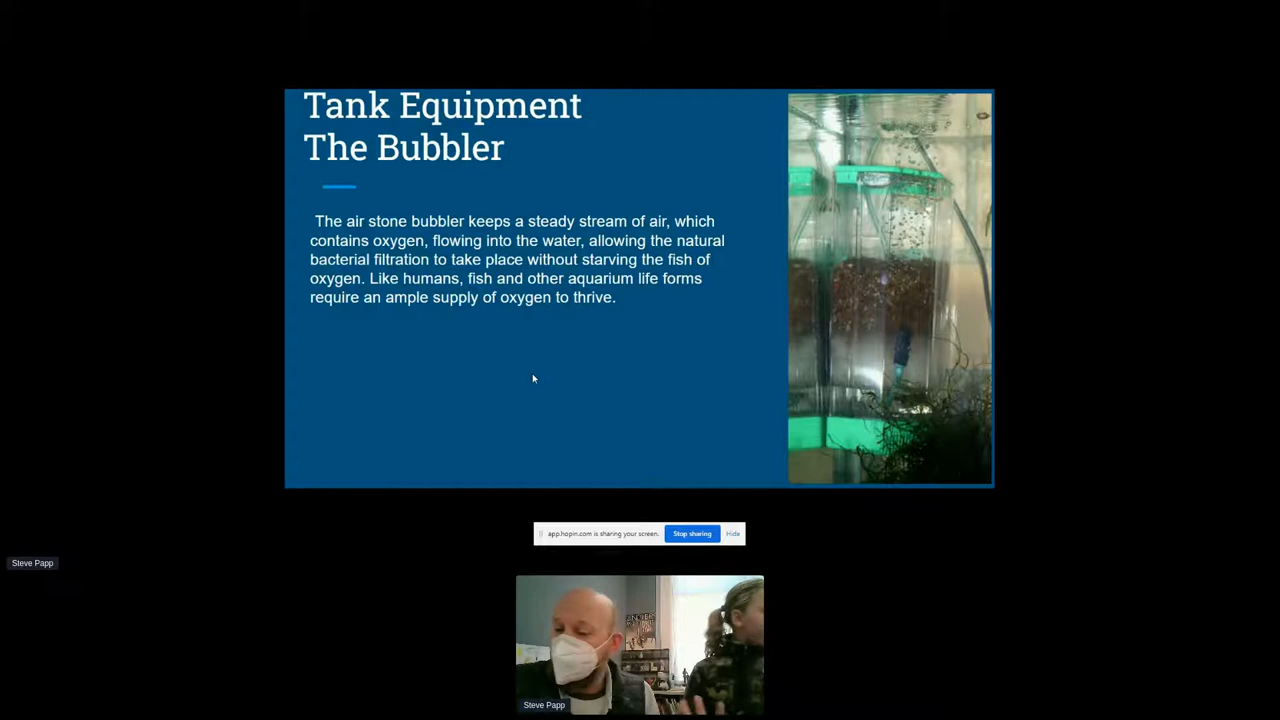 Tank Equipment
The Bubbler
The air stone bubbler keeps a steady stream of air, which
contains oxygen, flowing into the water, allowing the natural
bacterial filtration to take place without starving the fish of
oxygen. Like humans, fish and other aquarium life forms
require an ample supply of oxygen to thrive.
app.hopin.com is sharing your screen.
Stop sharing
Hide
Steve Papp
Steve Papp